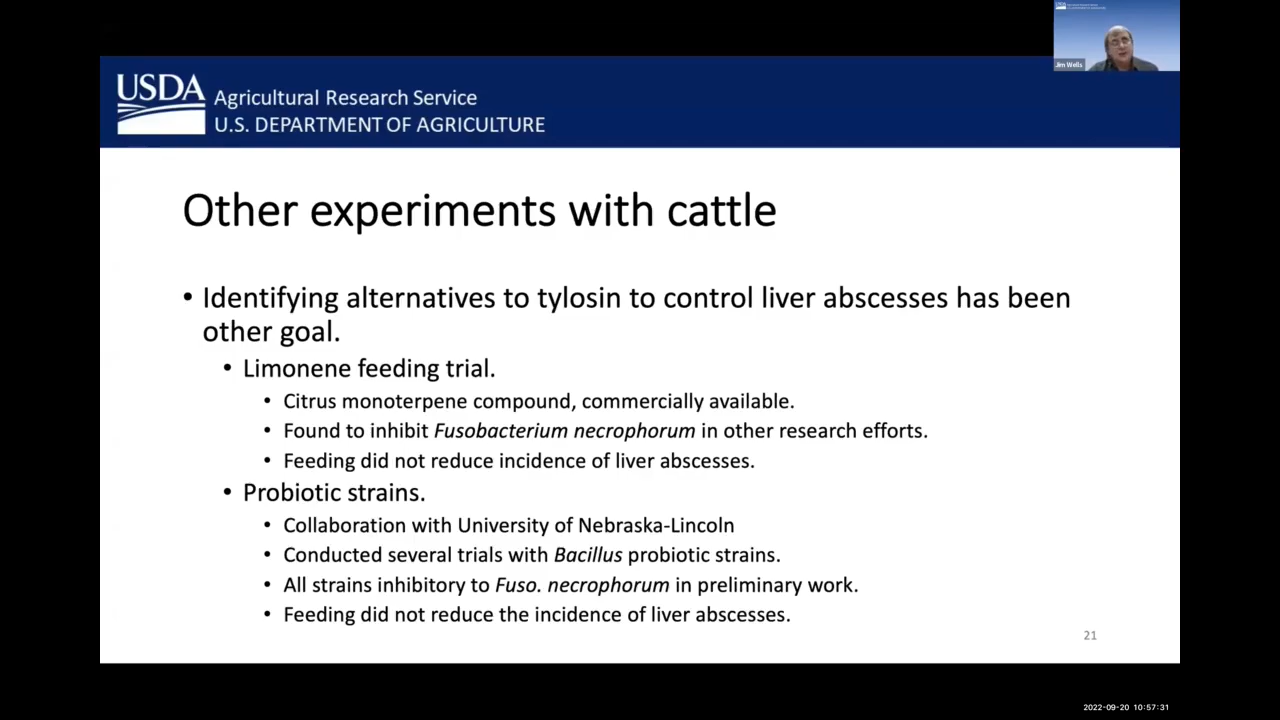 Jim Wells
USDA
Agricultural Research Service
U.S. DEPARTMENT OF AGRICULTURE
Other experiments with cattle
• Identifying alternatives to tylosin to control liver abscesses has been
other goal.
• Limonene feeding trial.
• Citrus monoterpene compound, commercially available.
• Found to inhibit Fusobacterium necrophorum in other research efforts.
• Feeding did not reduce incidence of liver abscesses.
• Probiotic strains.
• Collaboration with University of Nebraska-Lincoln
• Conducted several trials with Bacillus probiotic strains.
• All strains inhibitory to Fuso. necrophorum in preliminary work.
• Feeding did not reduce the incidence of liver abscesses.
21
2022-09-20 10:57:31